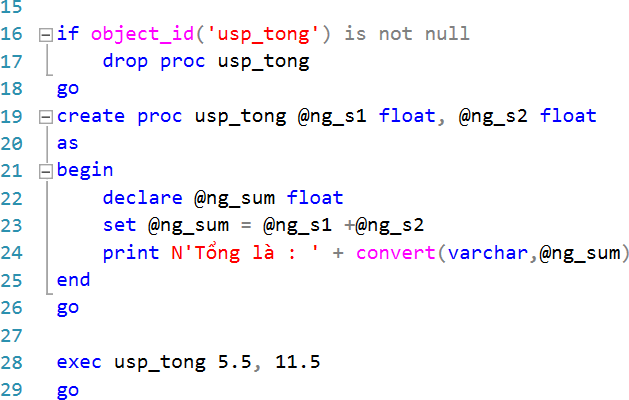 15
16 if object_id('usp_tong') is not null
17 drop proc usp_tong
18 go
19 create proc usp_tong @ng_s1 float, @ng_s2 float
20 as
21 begin
22 declare @ng_sum float
23 set @ng_sum = @ng_s1 +@ng_s2
24 print N'Tổng là : ' + convert(varchar,@ng_sum)
25 end
26 go
27
28 exec usp_tong 5.5, 11.5
29 go